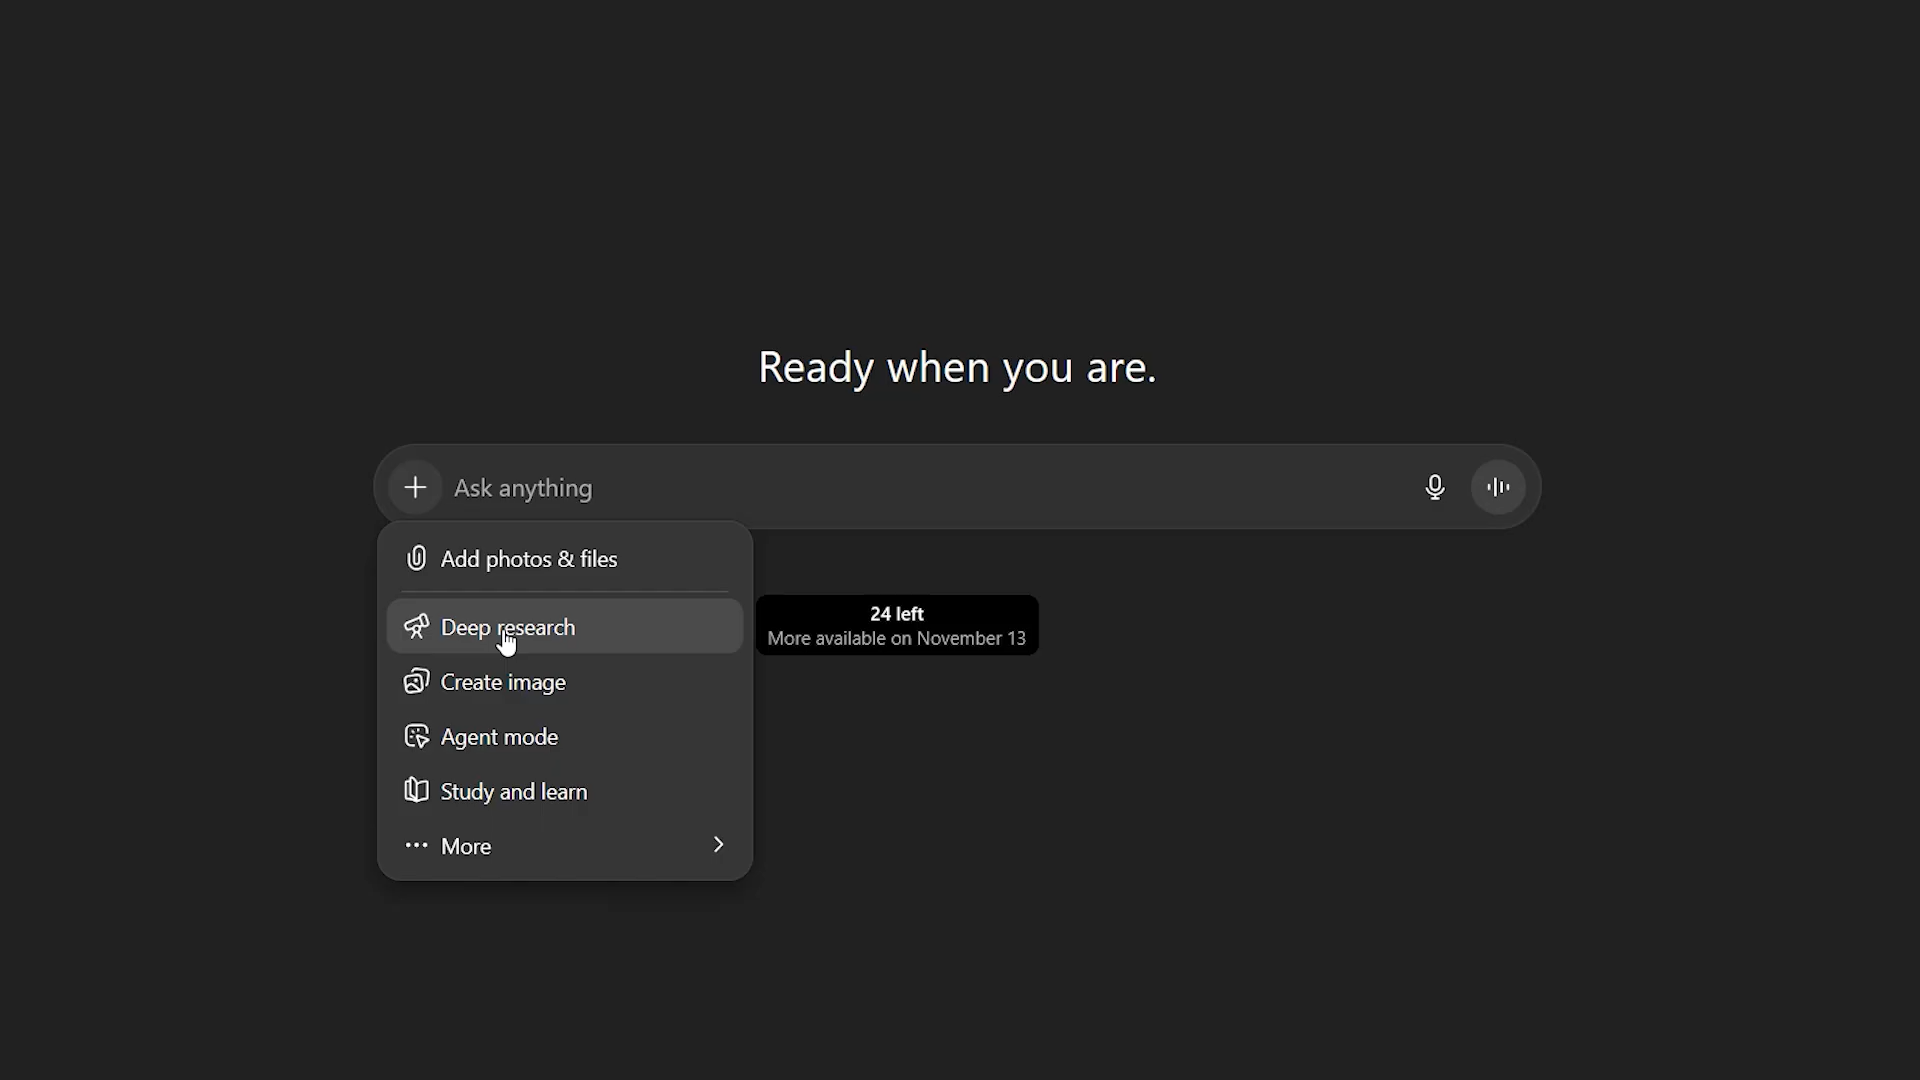 Ready when you are.
Ask anything
Add photos & files
Deep research
24 left
More available on November 13
Create image
Agent mode
Study and learn
More